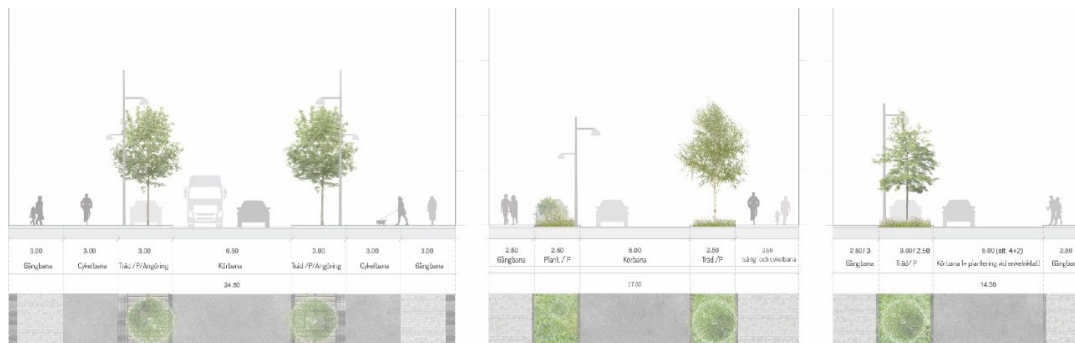 3.00 3.00 3.00 6.50 3.00 3.00 3.00
Gångbana Cykelbana Träd /P/Angöring Körbana Träd /P/Angöring Cykelbana Gångbana
24.50
2.50 2.50 6.00 2.50 3.50
Gångbana Plant. / P Körbana Träd /P Gång- och cykelbana
17.00
2.50/ 3 3.00/ 2.50 6.00 (alt. 4+2) 2.50
Gångbana Träd/ P Körbana (+ plantering vid enkelriktat) Gångbana
14.00